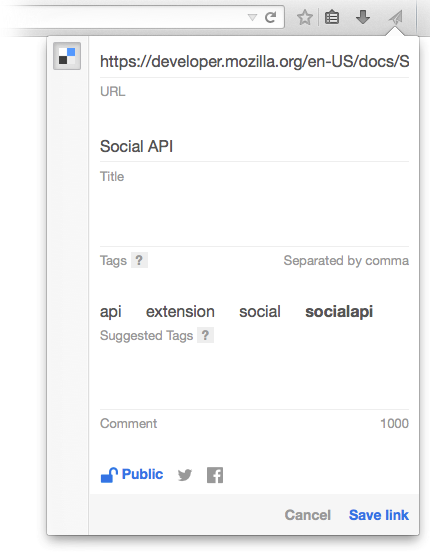 https://developer.mozilla.org/en-US/docs/S
URL
Social API
Title
Tags ? Separated by comma
api extension social socialapi
Suggested Tags ?
Comment 1000
Public
Cancel Save link